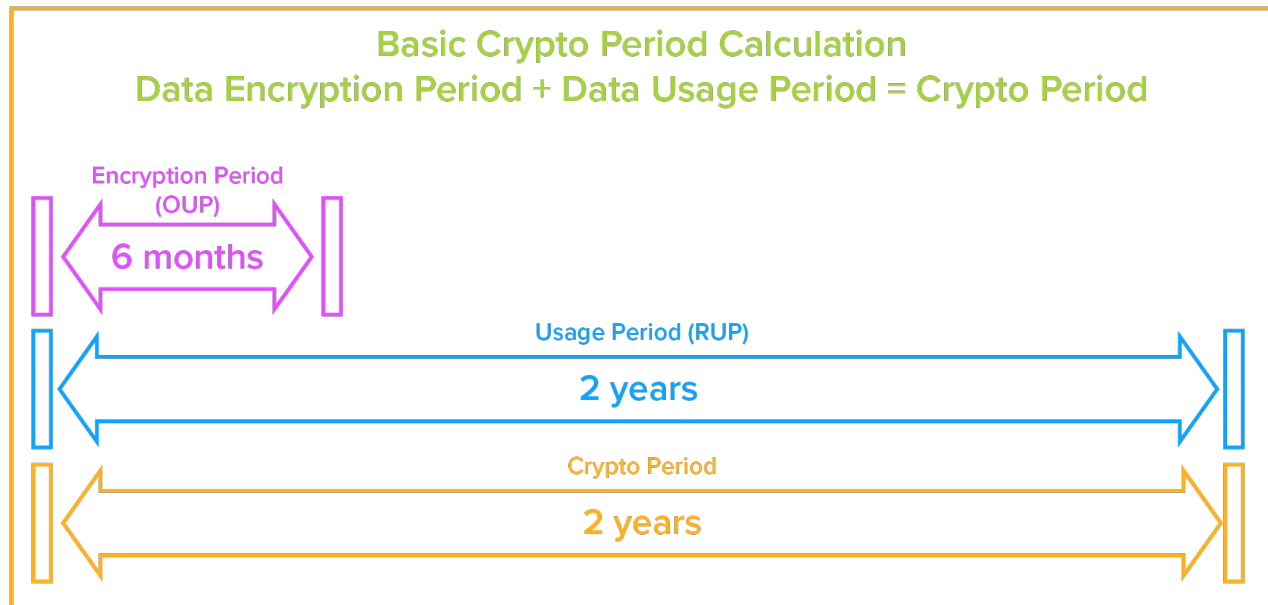 Basic Crypto Period Calculation
Data Encryption Period + Data Usage Period = Crypto Period
Encryption Period
(OUP)
6 months
Usage Period (RUP)
2 years
Crypto Period
2 years